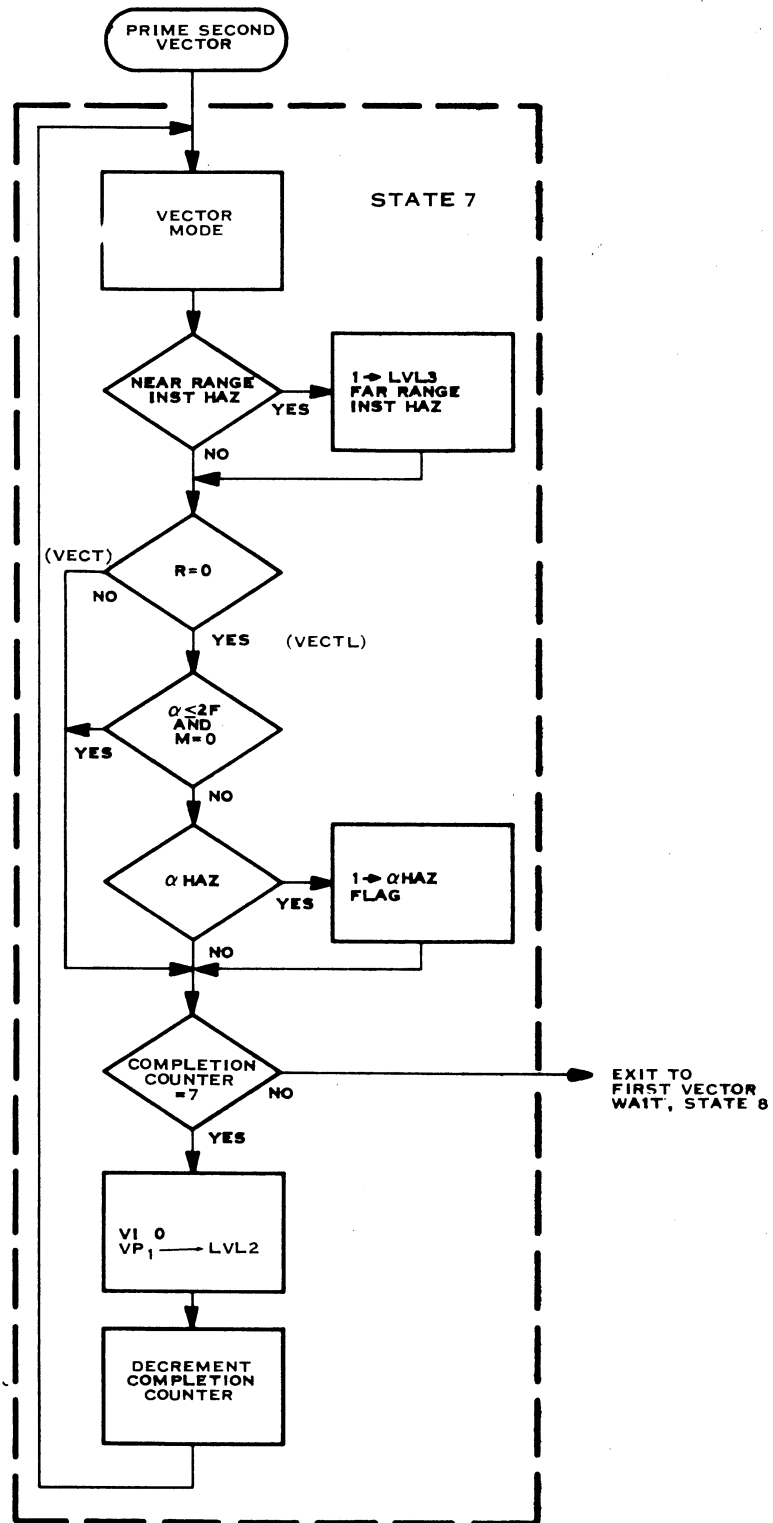 PRIME SECOND
VECTOR
STATE 7
VECTOR
MODE
NEAR RANGE
INST HAZ
YES
1→ LVL3
FAR RANGE
INST HAZ
NO
(VECT)
R=0
NO
YES
(VECTL)
α≤2F
AND
M=0
YES
NO
α HAZ
YES
1→ αHAZ
FLAG
NO
COMPLETION
COUNTER
=7
NO
EXIT TO
FIRST VECTOR
WAIT, STATE 8
YES
VI 0
VP₁ → LVL2
DECREMENT
COMPLETION
COUNTER